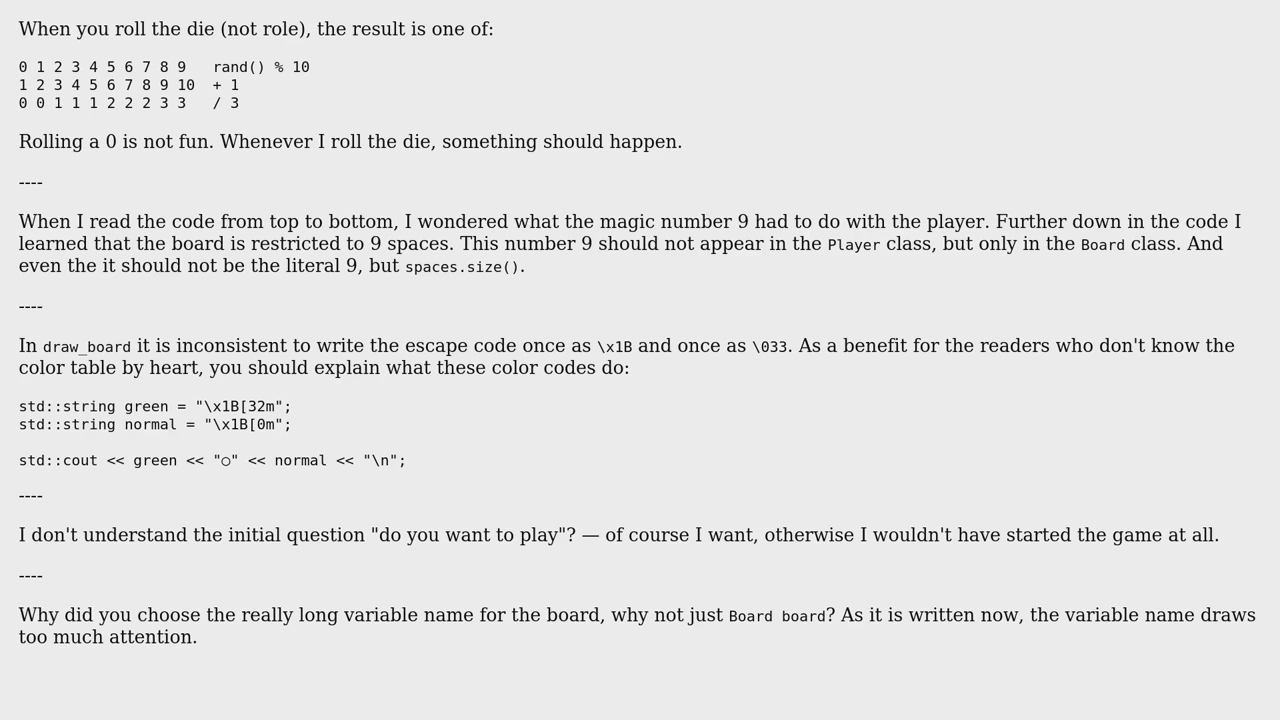 When you roll the die (not role), the result is one of:
0 1 2 3 4 5 6 7 8 9   rand() % 10
1 2 3 4 5 6 7 8 9 10  + 1
0 0 1 1 1 2 2 2 3 3   / 3
Rolling a 0 is not fun. Whenever I roll the die, something should happen.
----
When I read the code from top to bottom, I wondered what the magic number 9 had to do with the player. Further down in the code I
learned that the board is restricted to 9 spaces. This number 9 should not appear in the Player class, but only in the Board class. And
even the it should not be the literal 9, but spaces.size().
----
In draw_board it is inconsistent to write the escape code once as \x1B and once as \033. As a benefit for the readers who don't know the
color table by heart, you should explain what these color codes do:
std::string green = "\x1B[32m";
std::string normal = "\x1B[0m";
std::cout << green << "○" << normal << "\n";
----
I don't understand the initial question "do you want to play"? — of course I want, otherwise I wouldn't have started the game at all.
----
Why did you choose the really long variable name for the board, why not just Board board? As it is written now, the variable name draws
too much attention.